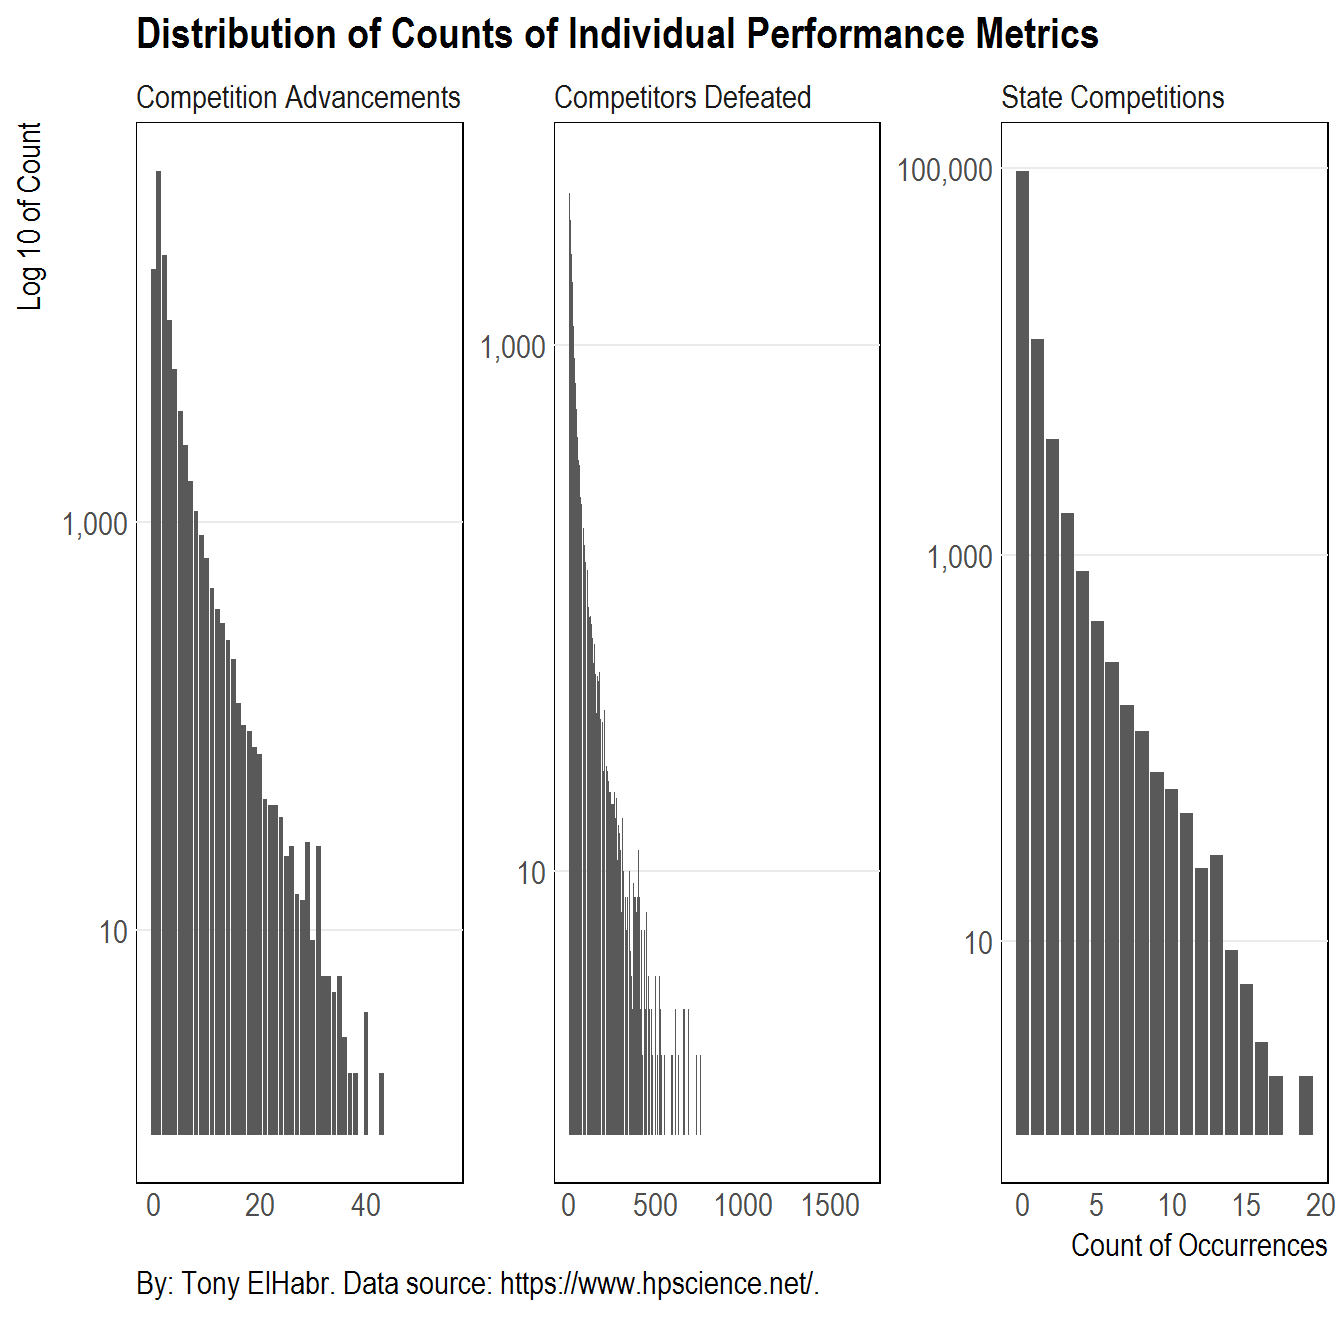 Distribution of Counts of Individual Performance Metrics
Competition Advancements
Competitors Defeated
State Competitions
Log 10 of Count
1,000
10
0 20 40
1,000
10
0 500 1000 1500
100,000
1,000
10
0 5 10 15 20
Count of Occurrences
By: Tony ElHabr. Data source: https://www.hpscience.net/.